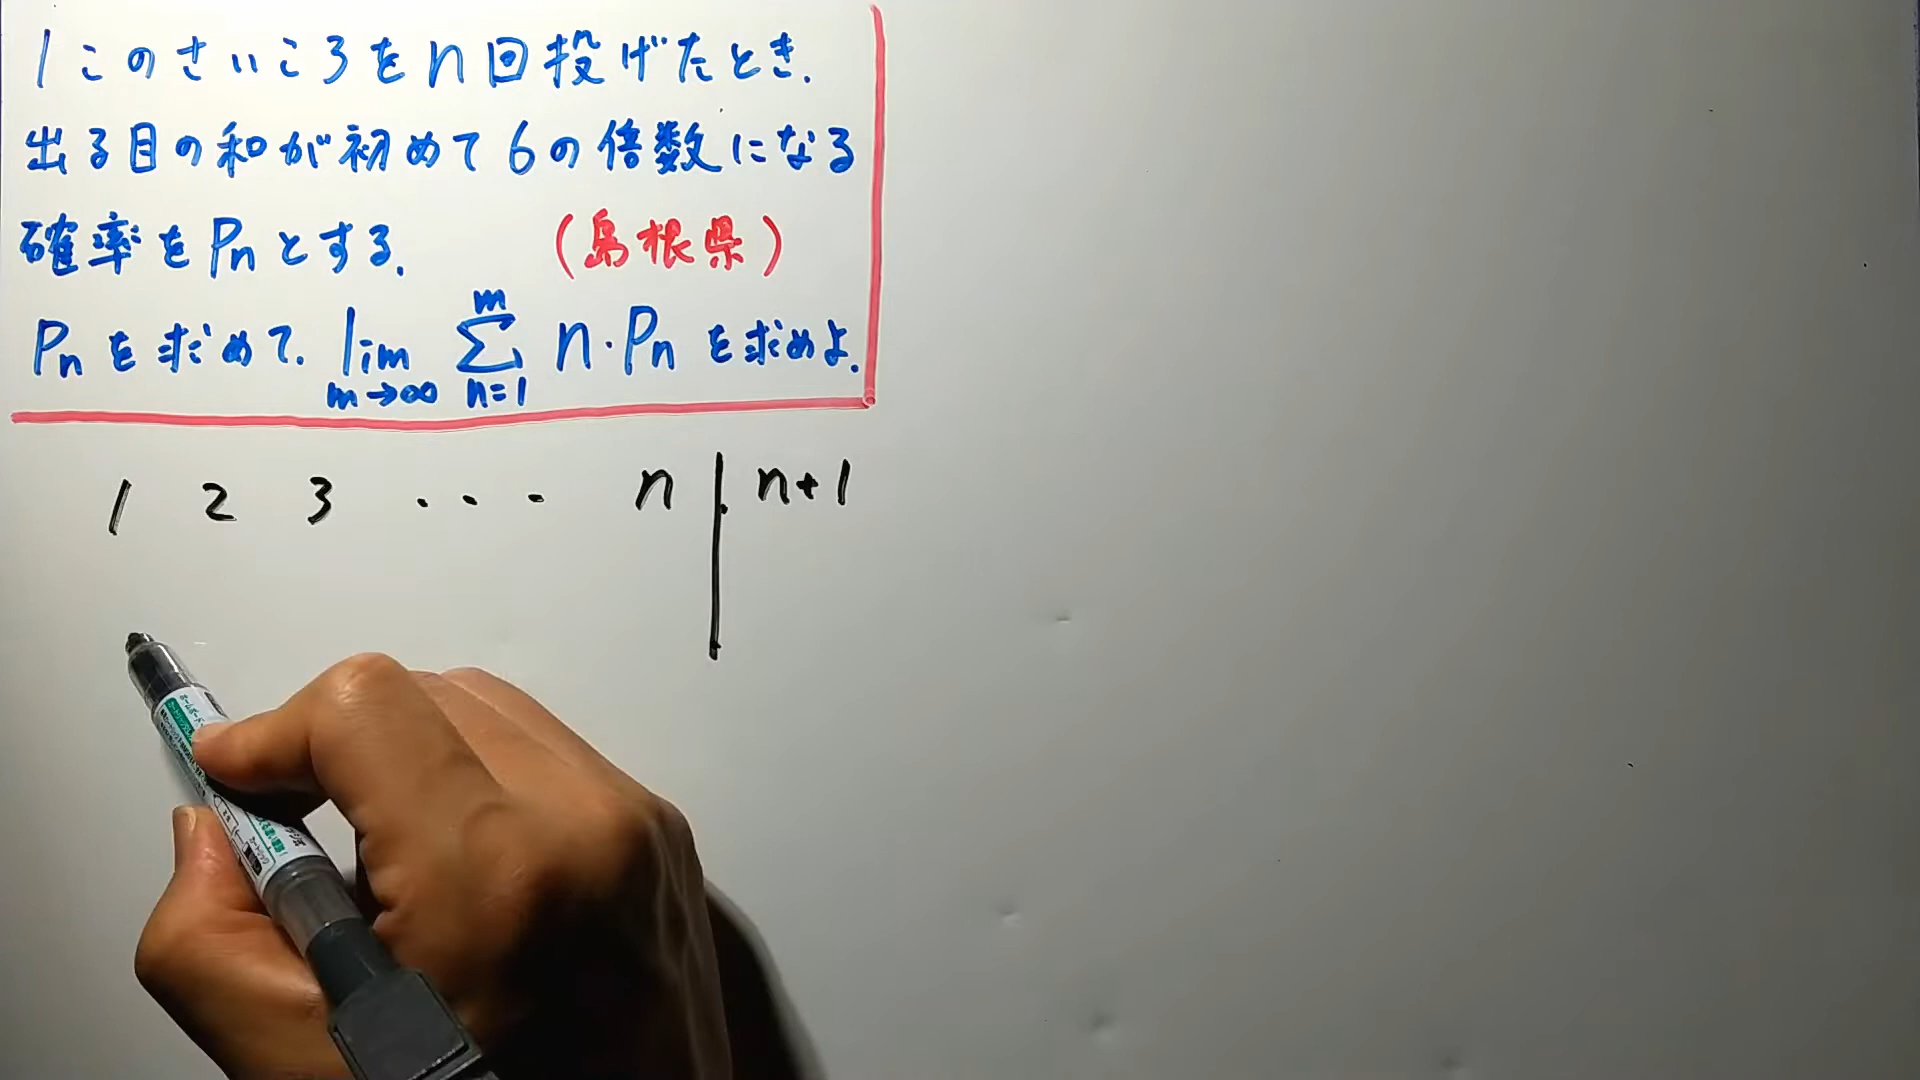 1このさいころをn回投げたとき.
出る目の和が初めて6の倍数になる
確率をPnとする. (島根県)
Pnを求めて. lim m→∞ Σ m n=1 n・Pn を求めよ.
1 2 3 ・・・ n | n+1